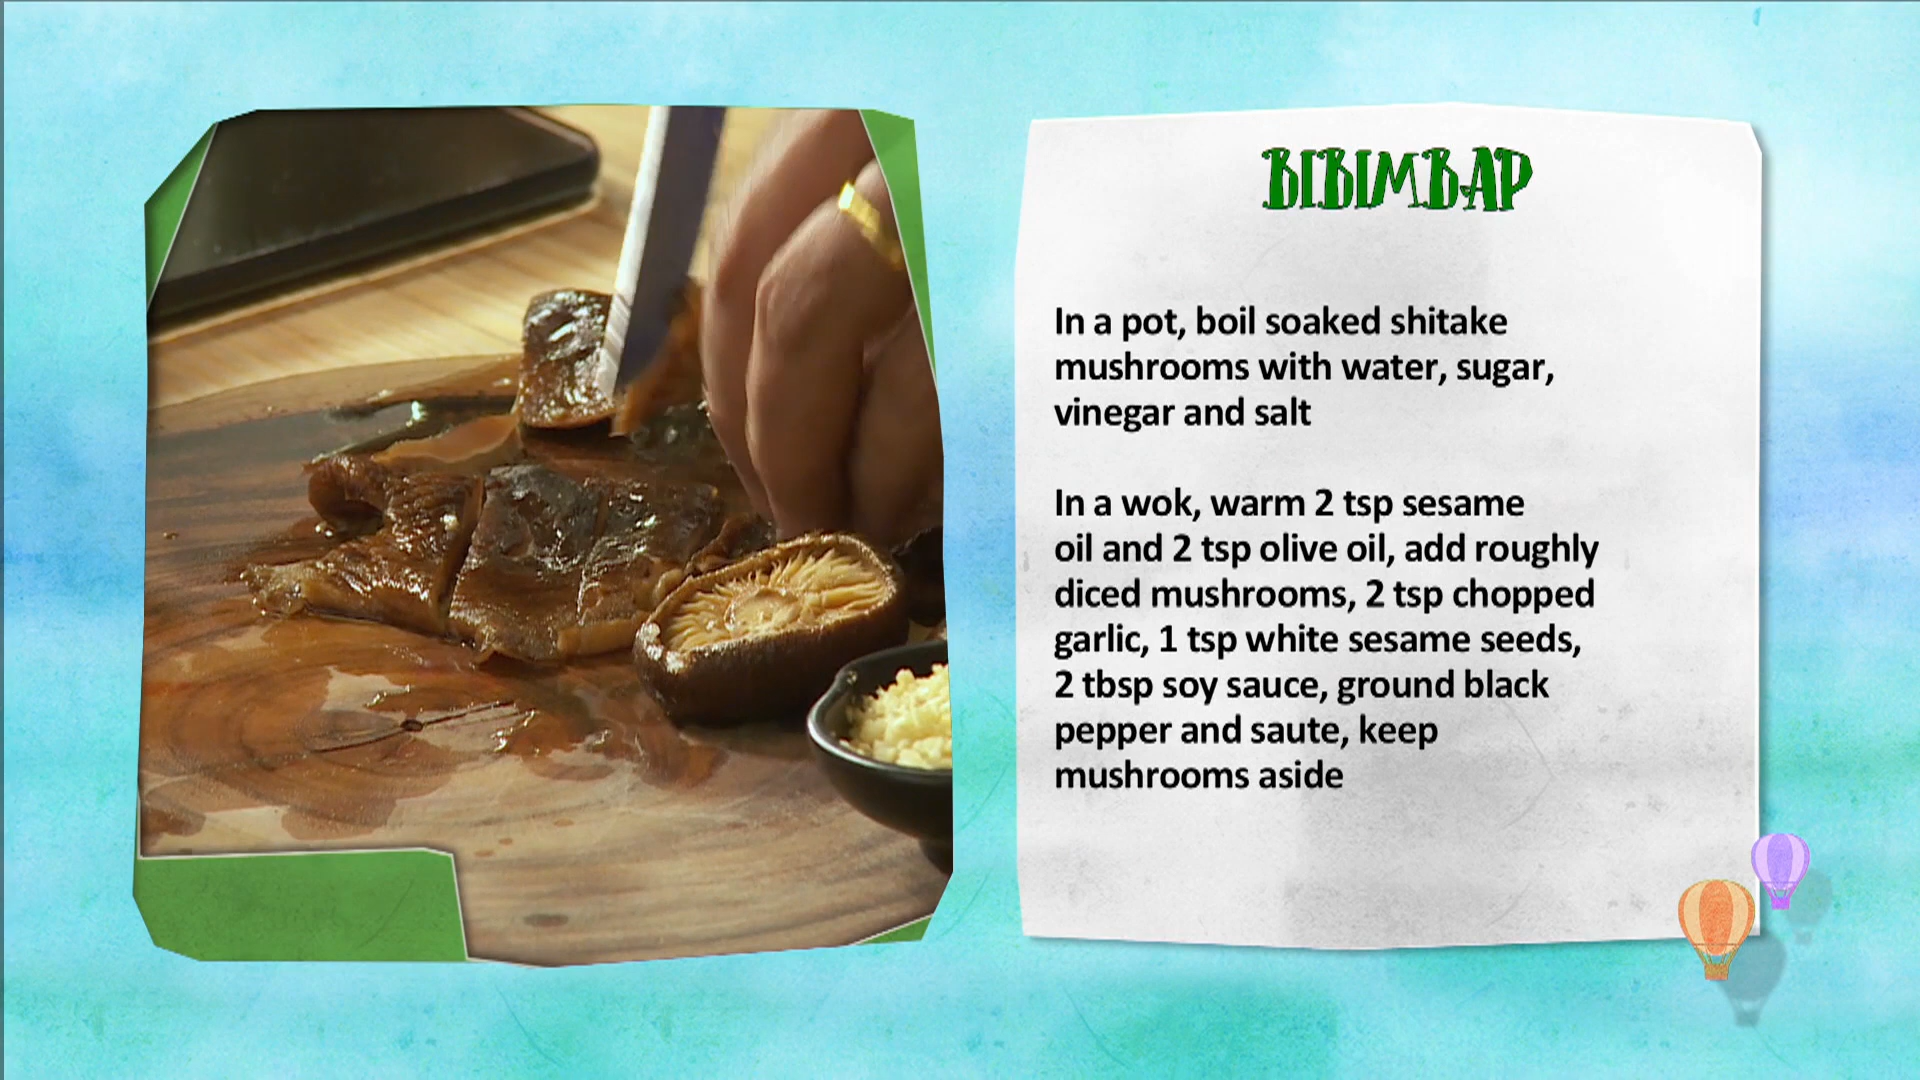 BIBIMBAP
In a pot, boil soaked shitake
mushrooms with water, sugar,
vinegar and salt
In a wok, warm 2 tsp sesame
oil and 2 tsp olive oil, add roughly
diced mushrooms, 2 tsp chopped
garlic, 1 tsp white sesame seeds,
2 tbsp soy sauce, ground black
pepper and saute, keep
mushrooms aside